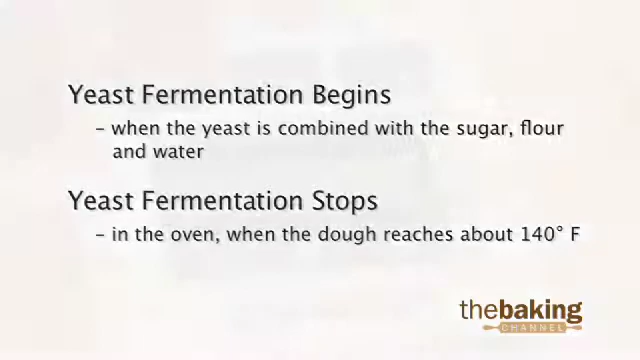 Yeast Fermentation Begins
– when the yeast is combined with the sugar, flour
and water
Yeast Fermentation Stops
– in the oven, when the dough reaches about 140° F
thebaking
CHANNEL